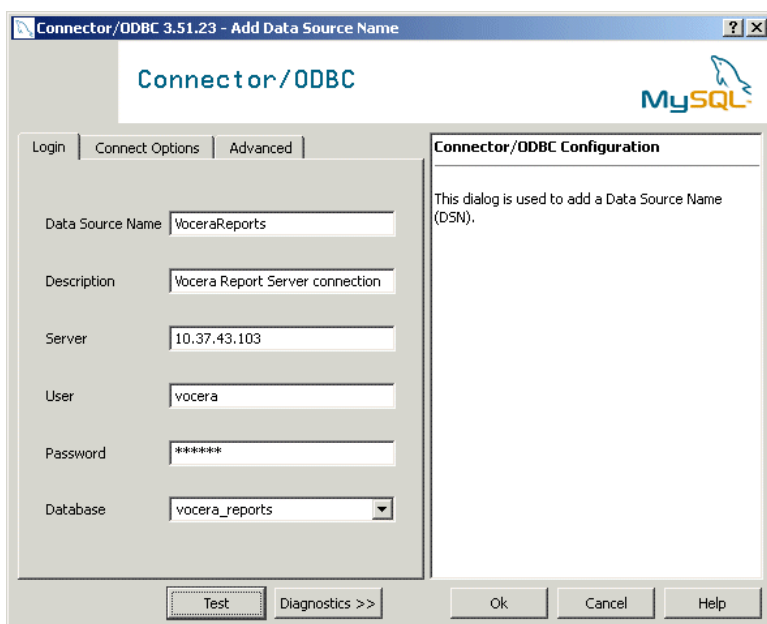 Connector/ODBC 3.51.23 - Add Data Source Name
? X
Connector/ODBC
MySQL
Login
Connect Options
Advanced
Data Source Name VoceraReports
Description Vocera Report Server connection
Server 10.37.43.103
User vocera
Password ******
Database vocera_reports
Connector/ODBC Configuration
This dialog is used to add a Data Source Name
(DSN).
Test
Diagnostics >>
Ok
Cancel
Help